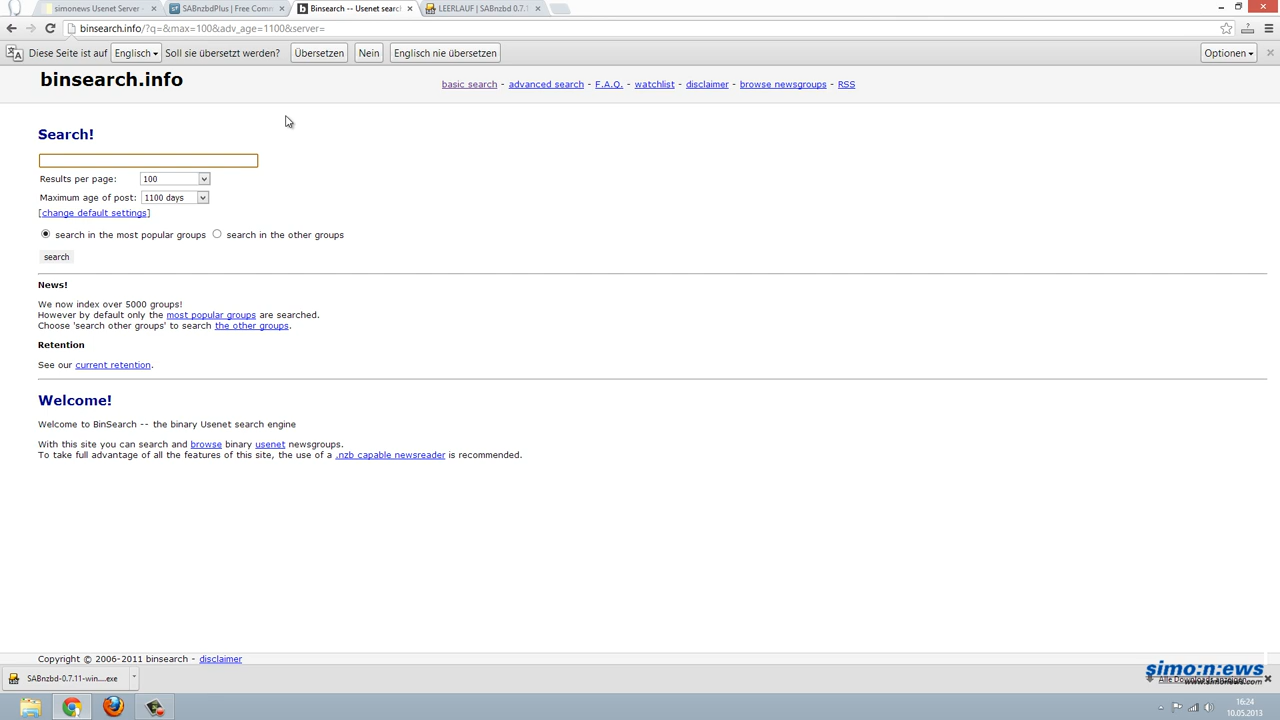 simonews Usenet Server -
SABnzbdPlus | Free Comm
Binsearch -- Usenet searc
LEERLAUF | SABnzbd 0.7.1
binsearch.info/?q=&max=100&adv_age=1100&server=
Diese Seite ist auf Englisch Soll sie übersetzt werden? Übersetzen Nein Englisch nie übersetzen Optionen
binsearch.info
basic search - advanced search - F.A.Q. - watchlist - disclaimer - browse newsgroups - RSS
Search!
Results per page: 100
Maximum age of post: 1100 days
[change default settings]
search in the most popular groups search in the other groups
search
News!
We now index over 5000 groups!
However by default only the most popular groups are searched.
Choose 'search other groups' to search the other groups.
Retention
See our current retention.
Welcome!
Welcome to BinSearch -- the binary Usenet search engine
With this site you can search and browse binary usenet newsgroups.
To take full advantage of all the features of this site, the use of a .nzb capable newsreader is recommended.
Copyright © 2006-2011 binsearch - disclaimer
SABnzbd-0.7.11-win....exe
simo:n:ews
Alle Downloads anzeigen...
www.simonews.com
16:24
10.05.2013